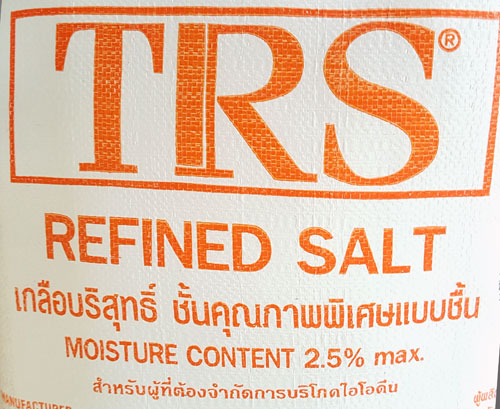 TRS®
REFINED SALT
เกลือบริสุทธิ์ ชั้นคุณภาพพิเศษแบบชื้น
MOISTURE CONTENT 2.5% max.
สำหรับผู้ที่ต้องจำกัดการบริโภคไอโอดีน
MANUFACTURER